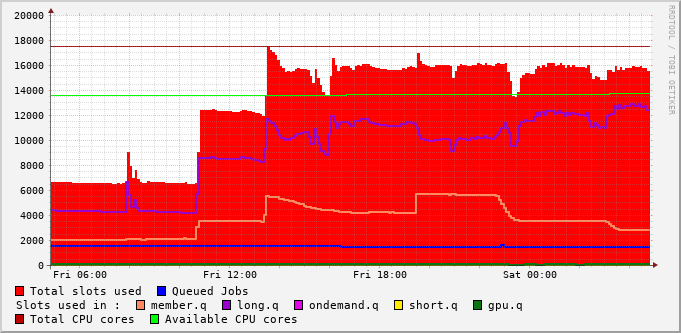 20000
18000
16000
14000
12000
10000
8000
6000
4000
2000
0
Fri 06:00 Fri 12:00 Fri 18:00 Sat 00:00
RRDTOOL / TOBI OETIKER
Total slots used Queued Jobs
Slots used in : member.q long.q ondemand.q short.q gpu.q
Total CPU cores Available CPU cores